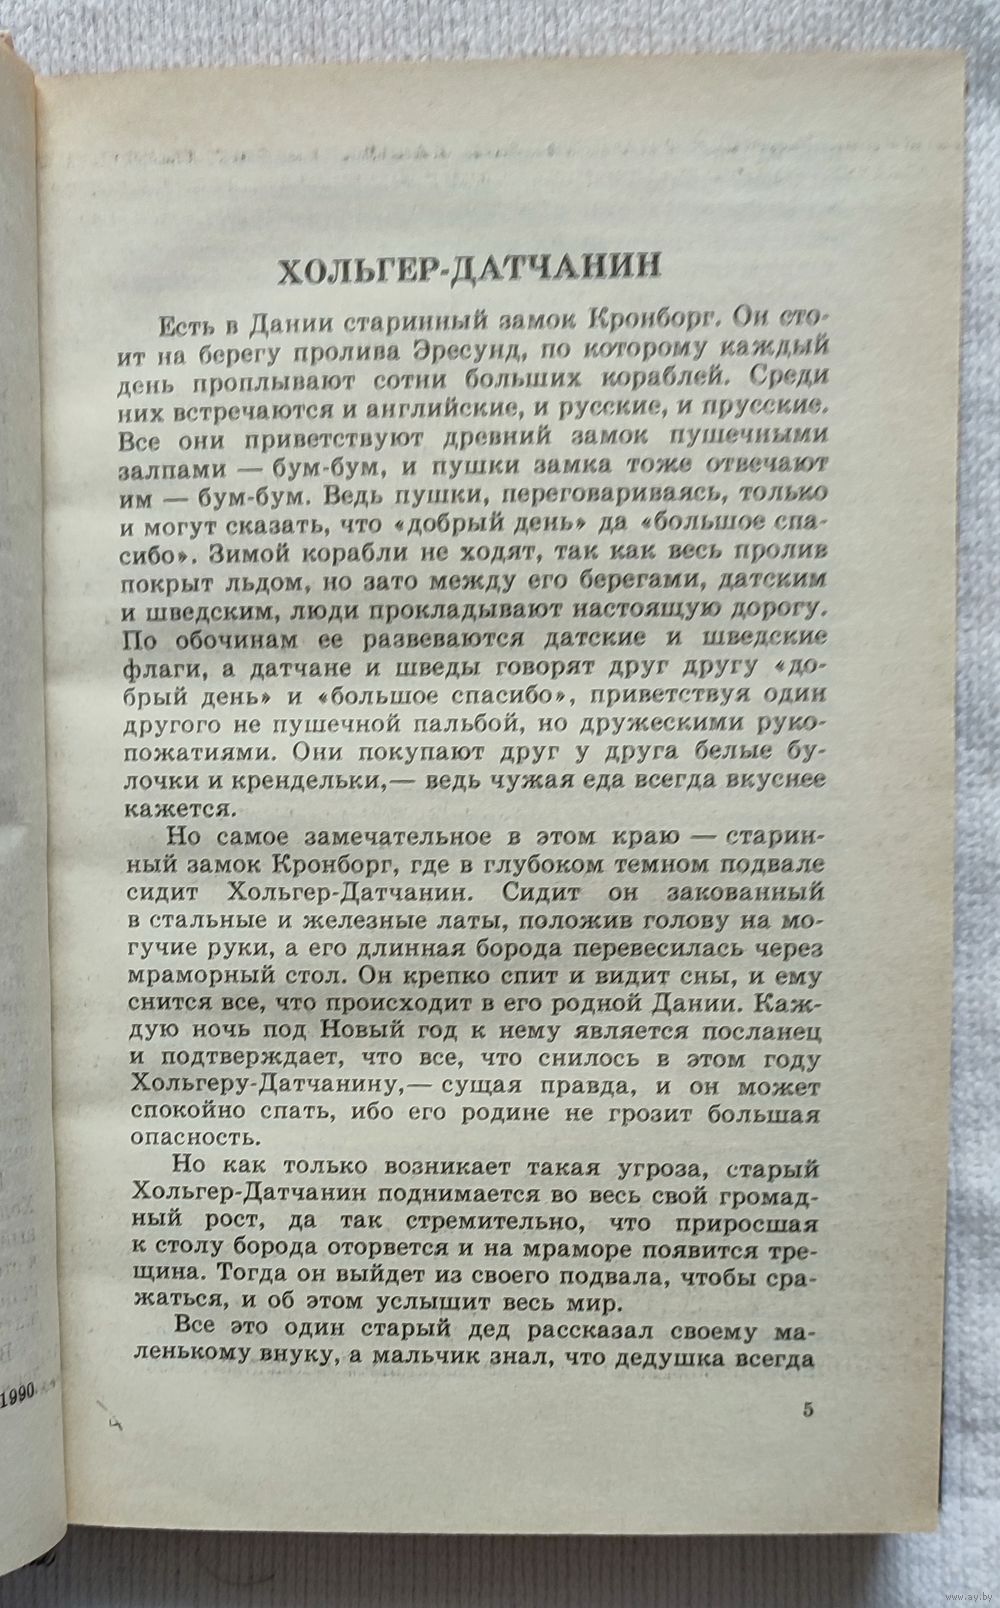 ХОЛЬГЕР-ДАТЧАНИН
Есть в Дании старинный замок Кронборг. Он сто-
ит на берегу пролива Эресунд, по которому каждый
день проплывают сотни больших кораблей. Среди
них встречаются и английские, и русские, и прусские.
Все они приветствуют древний замок пушечными
залпами — бум-бум, и пушки замка тоже отвечают
им — бум-бум. Ведь пушки, переговариваясь, только
и могут сказать, что «добрый день» да «большое спа-
сибо». Зимой корабли не ходят, так как весь пролив
покрыт льдом, но зато между его берегами, датским
и шведским, люди прокладывают настоящую дорогу.
По обочинам ее развеваются датские и шведские
флаги, а датчане и шведы говорят друг другу «до-
брый день» и «большое спасибо», приветствуя один
другого не пушечной пальбой, но дружескими руко-
пожатиями. Они покупают друг у друга белые бу-
лочки и крендельки,— ведь чужая еда всегда вкуснее
кажется.
Но самое замечательное в этом краю — старин-
ный замок Кронборг, где в глубоком темном подвале
сидит Хольгер-Датчанин. Сидит он закованный
в стальные и железные латы, положив голову на мо-
гучие руки, а его длинная борода перевесилась через
мраморный стол. Он крепко спит и видит сны, и ему
снится все, что происходит в его родной Дании. Каж-
дую ночь под Новый год к нему является посланец
и подтверждает, что все, что снилось в этом году
Хольгеру-Датчанину,— сущая правда, и он может
спокойно спать, ибо его родине не грозит большая
опасность.
Но как только возникает такая угроза, старый
Хольгер-Датчанин поднимается во весь свой громад-
ный рост, да так стремительно, что приросшая
к столу борода оторвется и на мраморе появится тре-
щина. Тогда он выйдет из своего подвала, чтобы сра-
жаться, и об этом услышит весь мир.
Все это один старый дед рассказал своему ма-
ленькому внуку, а мальчик знал, что дедушка всегда
1990
5
www.ay.by